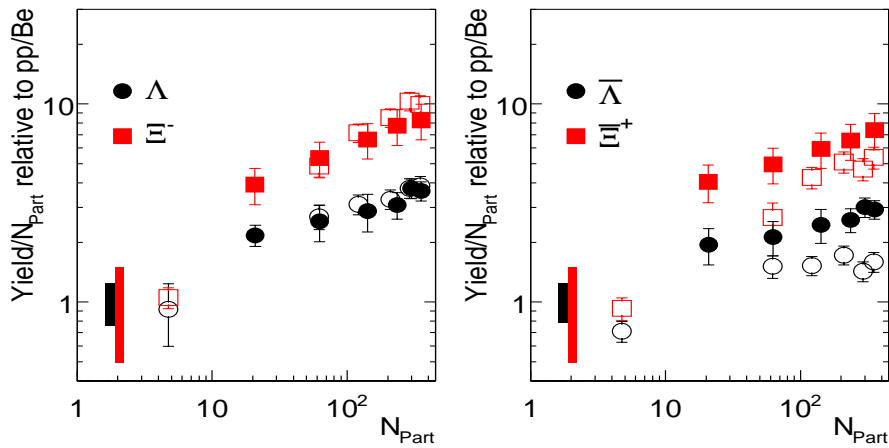 Yield/N_Part relative to pp/Be
10
1
Λ
Ξ⁻
1
10
10²
N_Part
Yield/N_Part relative to pp/Be
10
1
Λ̅
Ξ̅⁺
1
10
10²
N_Part